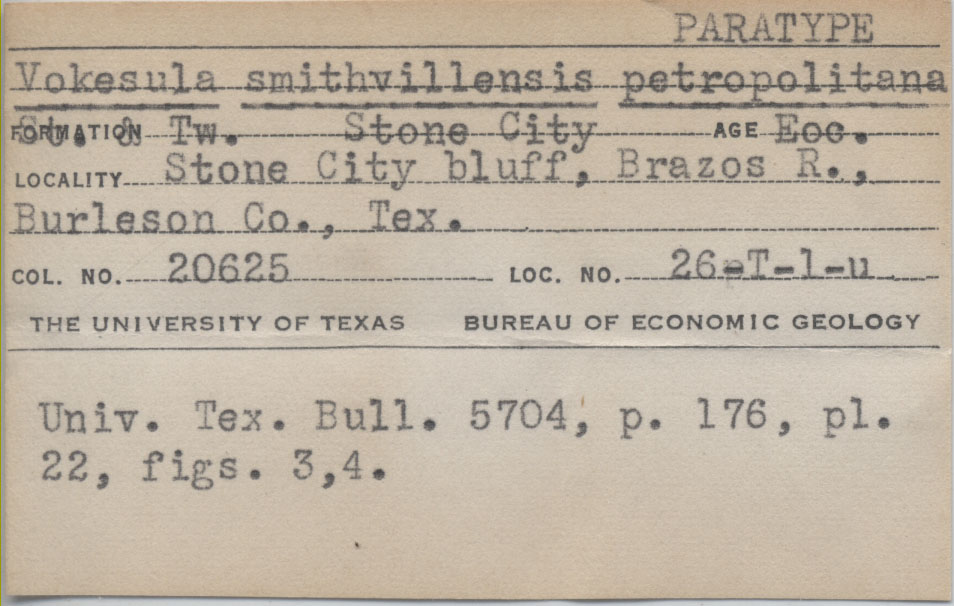 PARATYPE
Vokesula smithvillensis petropolitana
FORMATION St. & Tw. Stone City AGE Eoc.
LOCALITY Stone City bluff, Brazos R.,
Burleson Co., Tex.
COL. NO. 20625 LOC. NO. 26-T-1-u
THE UNIVERSITY OF TEXAS BUREAU OF ECONOMIC GEOLOGY
Univ. Tex. Bull. 5704, p. 176, pl.
22, figs. 3,4.